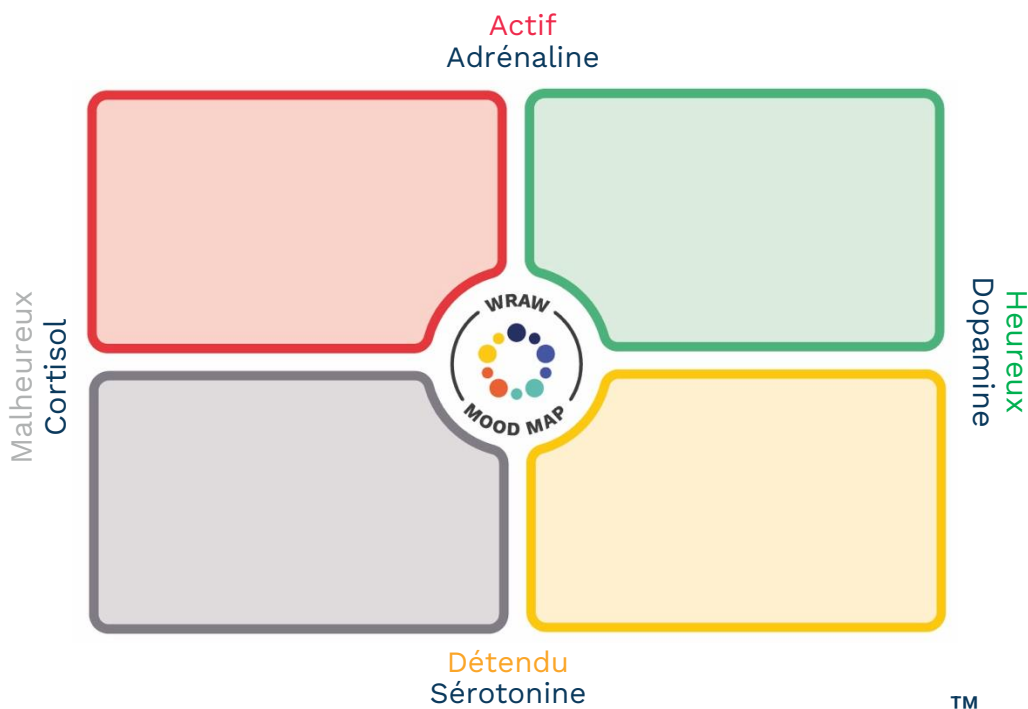 Actif
Adrénaline
Malheureux
Cortisol
WRAW
MOOD MAP
Heureux
Dopamine
Détendu
Sérotonine
TM